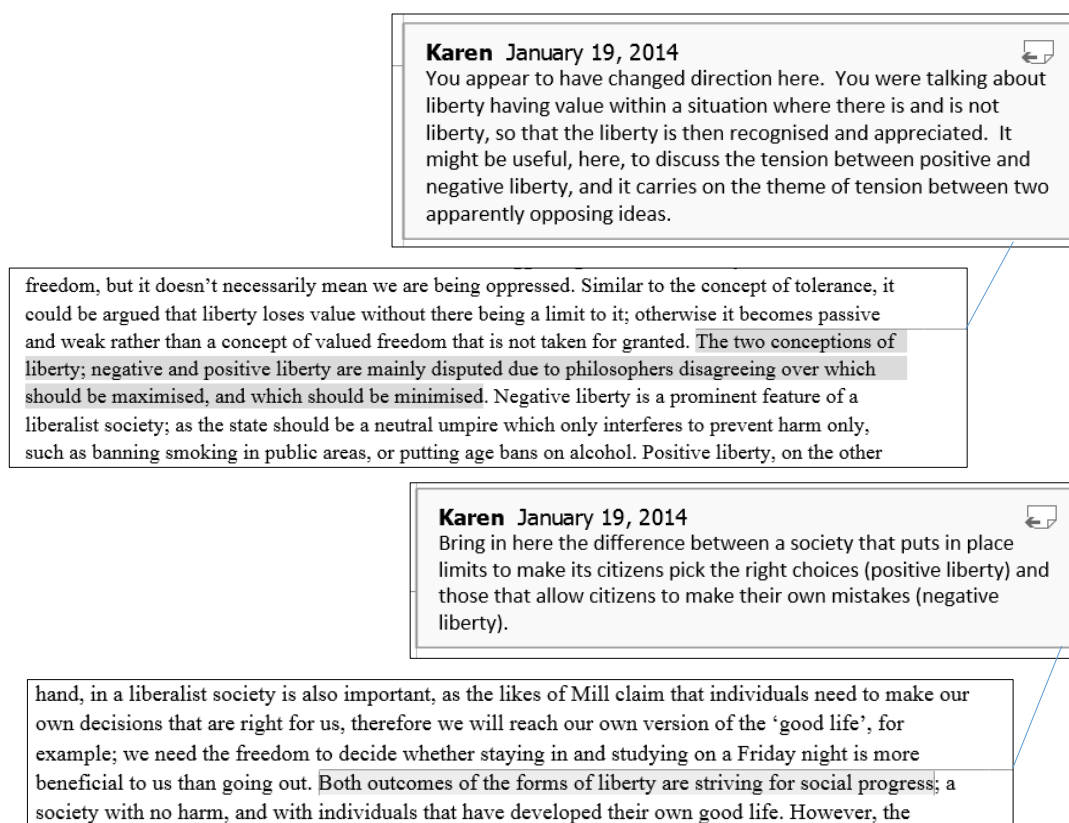 Karen January 19, 2014
You appear to have changed direction here. You were talking about
liberty having value within a situation where there is and is not
liberty, so that the liberty is then recognised and appreciated. It
might be useful, here, to discuss the tension between positive and
negative liberty, and it carries on the theme of tension between two
apparently opposing ideas.
freedom, but it doesn’t necessarily mean we are being oppressed. Similar to the concept of tolerance, it
could be argued that liberty loses value without there being a limit to it; otherwise it becomes passive
and weak rather than a concept of valued freedom that is not taken for granted. The two conceptions of
liberty; negative and positive liberty are mainly disputed due to philosophers disagreeing over which
should be maximised, and which should be minimised. Negative liberty is a prominent feature of a
liberalist society; as the state should be a neutral umpire which only interferes to prevent harm only,
such as banning smoking in public areas, or putting age bans on alcohol. Positive liberty, on the other
Karen January 19, 2014
Bring in here the difference between a society that puts in place
limits to make its citizens pick the right choices (positive liberty) and
those that allow citizens to make their own mistakes (negative
liberty).
hand, in a liberalist society is also important, as the likes of Mill claim that individuals need to make our
own decisions that are right for us, therefore we will reach our own version of the ‘good life’, for
example; we need the freedom to decide whether staying in and studying on a Friday night is more
beneficial to us than going out. Both outcomes of the forms of liberty are striving for social progress; a
society with no harm, and with individuals that have developed their own good life. However, the